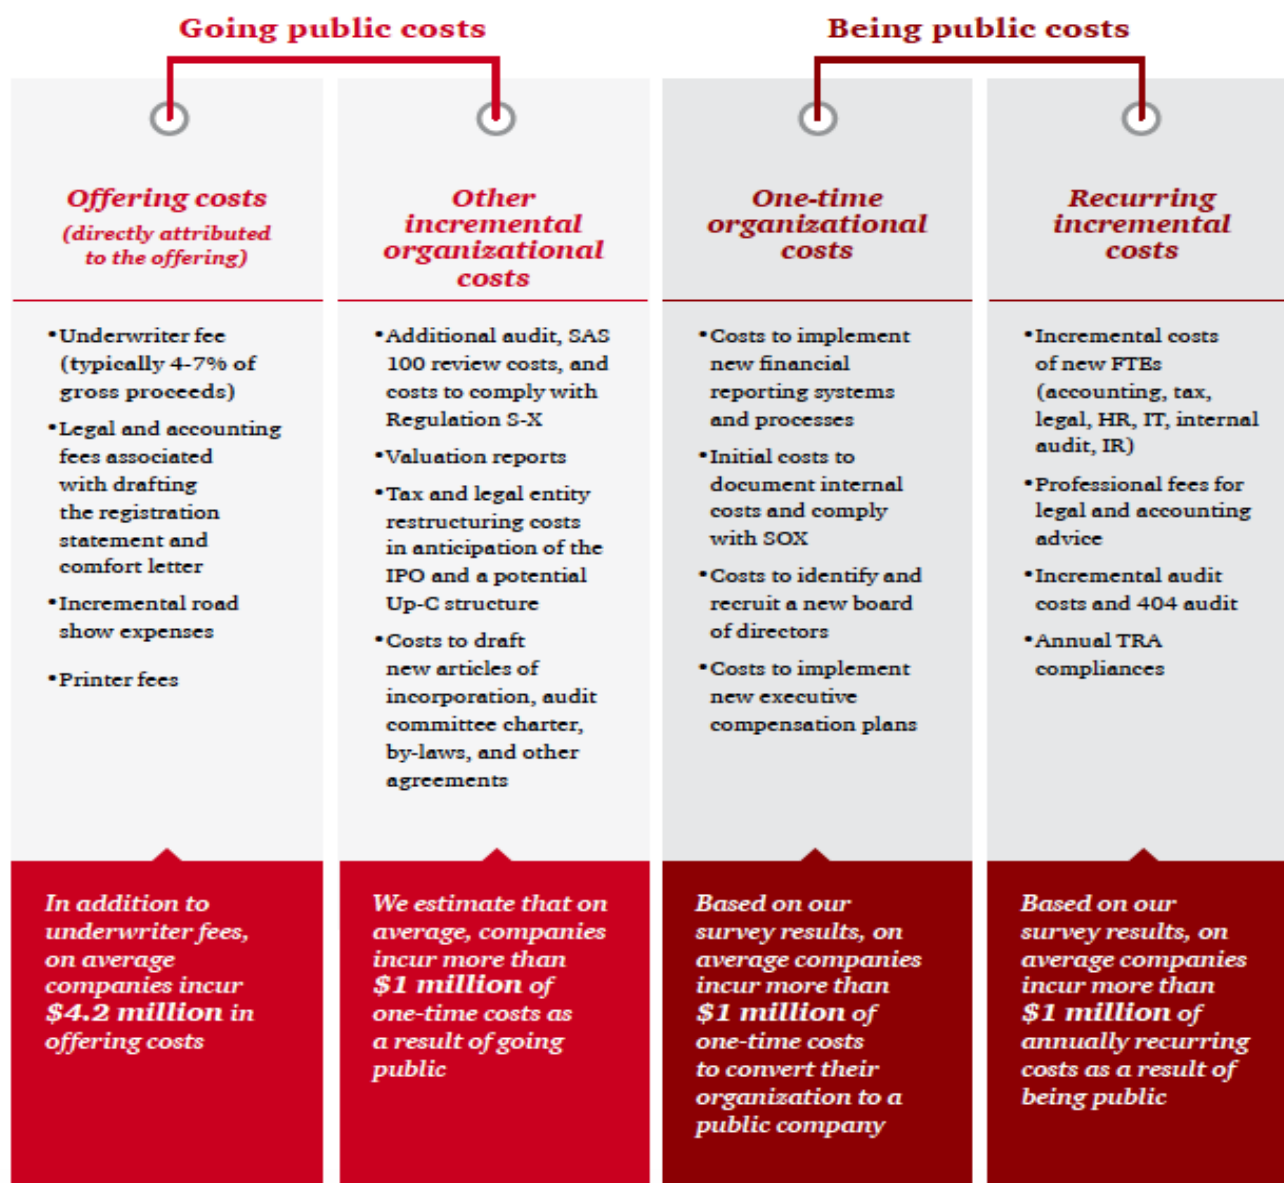 Going public costs
Being public costs
Offering costs
(directly attributed
to the offering)
•Underwriter fee
(typically 4-7% of
gross proceeds)
•Legal and accounting
fees associated
with drafting
the registration
statement and
comfort letter
•Incremental road
show expenses
•Printer fees
In addition to
underwriter fees,
on average
companies incur
$4.2 million in
offering costs
Other
incremental
organizational
costs
•Additional audit, SAS
100 review costs, and
costs to comply with
Regulation S-X
•Valuation reports
•Tax and legal entity
restructuring costs
in anticipation of the
IPO and a potential
Up-C structure
•Costs to draft
new articles of
incorporation, audit
committee charter,
by-laws, and other
agreements
We estimate that on
average, companies
incur more than
$1 million of
one-time costs as
a result of going
public
One-time
organizational
costs
•Costs to implement
new financial
reporting systems
and processes
•Initial costs to
document internal
costs and comply
with SOX
•Costs to identify and
recruit a new board
of directors
•Costs to implement
new executive
compensation plans
Based on our
survey results, on
average companies
incur more than
$1 million of
one-time costs
to convert their
organization to a
public company
Recurring
incremental
costs
•Incremental costs
of new FTEs
(accounting, tax,
legal, HR, IT, internal
audit, IR)
•Professional fees for
legal and accounting
advice
•Incremental audit
costs and 404 audit
•Annual TRA
compliances
Based on our
survey results, on
average companies
incur more than
$1 million of
annually recurring
costs as a result of
being public